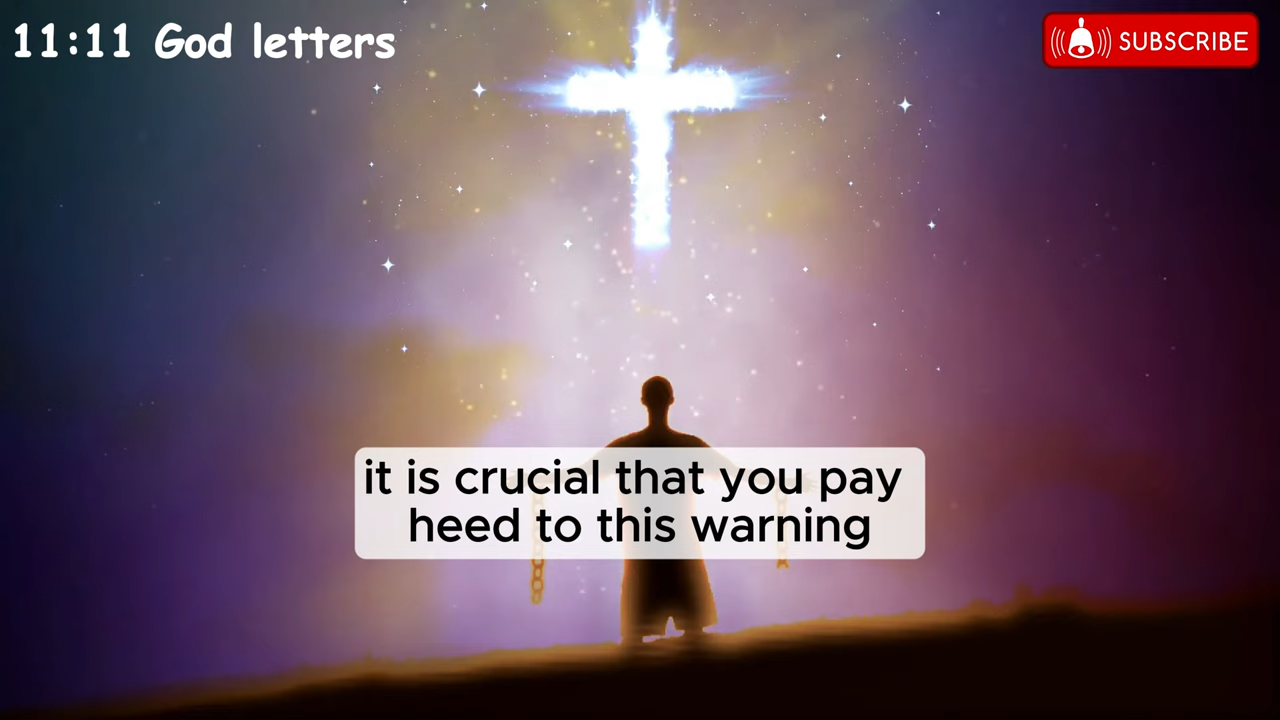 11:11 God letters
SUBSCRIBE
it is crucial that you pay
heed to this warning